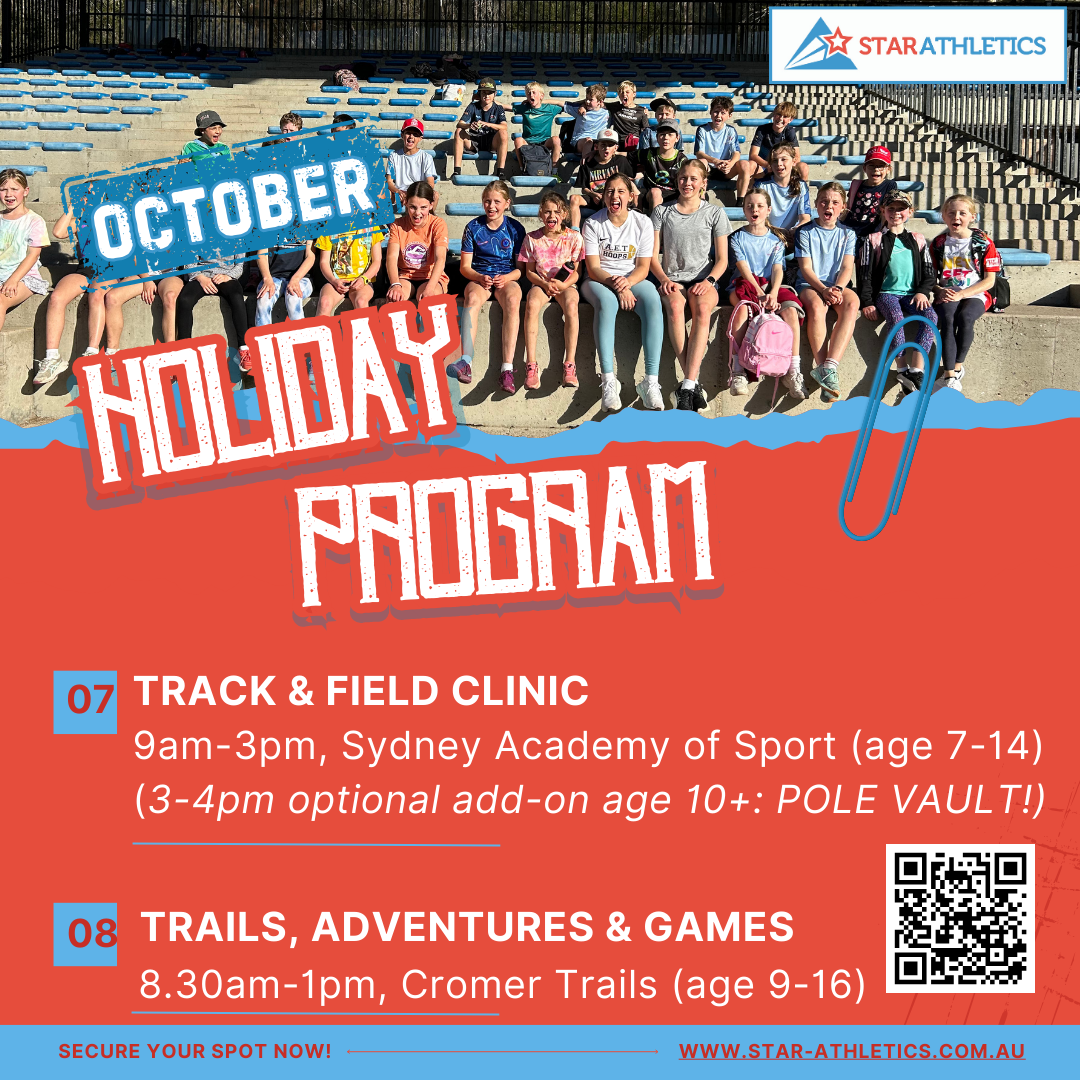 STARATHLETICS
OCTOBER
HOLIDAY
PROGRAM
07
TRACK & FIELD CLINIC
9am-3pm, Sydney Academy of Sport (age 7-14)
(3-4pm optional add-on age 10+: POLE VAULT!)
08
TRAILS, ADVENTURES & GAMES
8.30am-1pm, Cromer Trails (age 9-16)
SECURE YOUR SPOT NOW!
WWW.STAR-ATHLETICS.COM.AU
NIRVANA
A.E.T
HOOPS